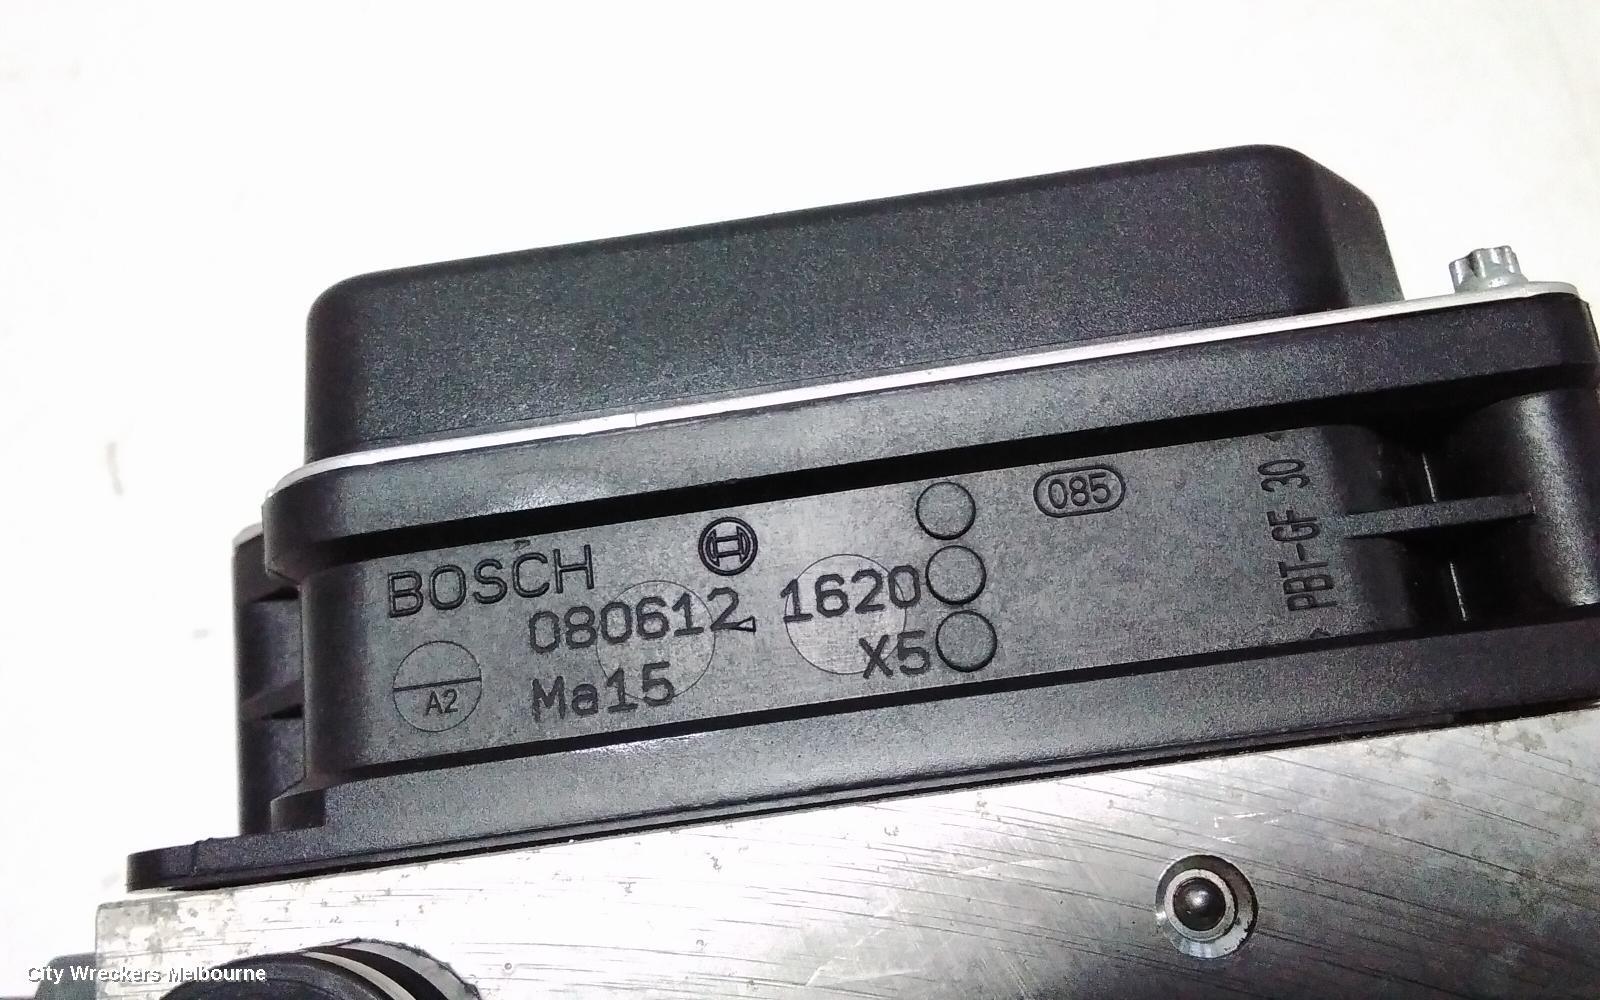 BOSCH
080612 1620
Ma15 X5
A2
085
>PBT-GF 30<
City Wreckers Melbourne